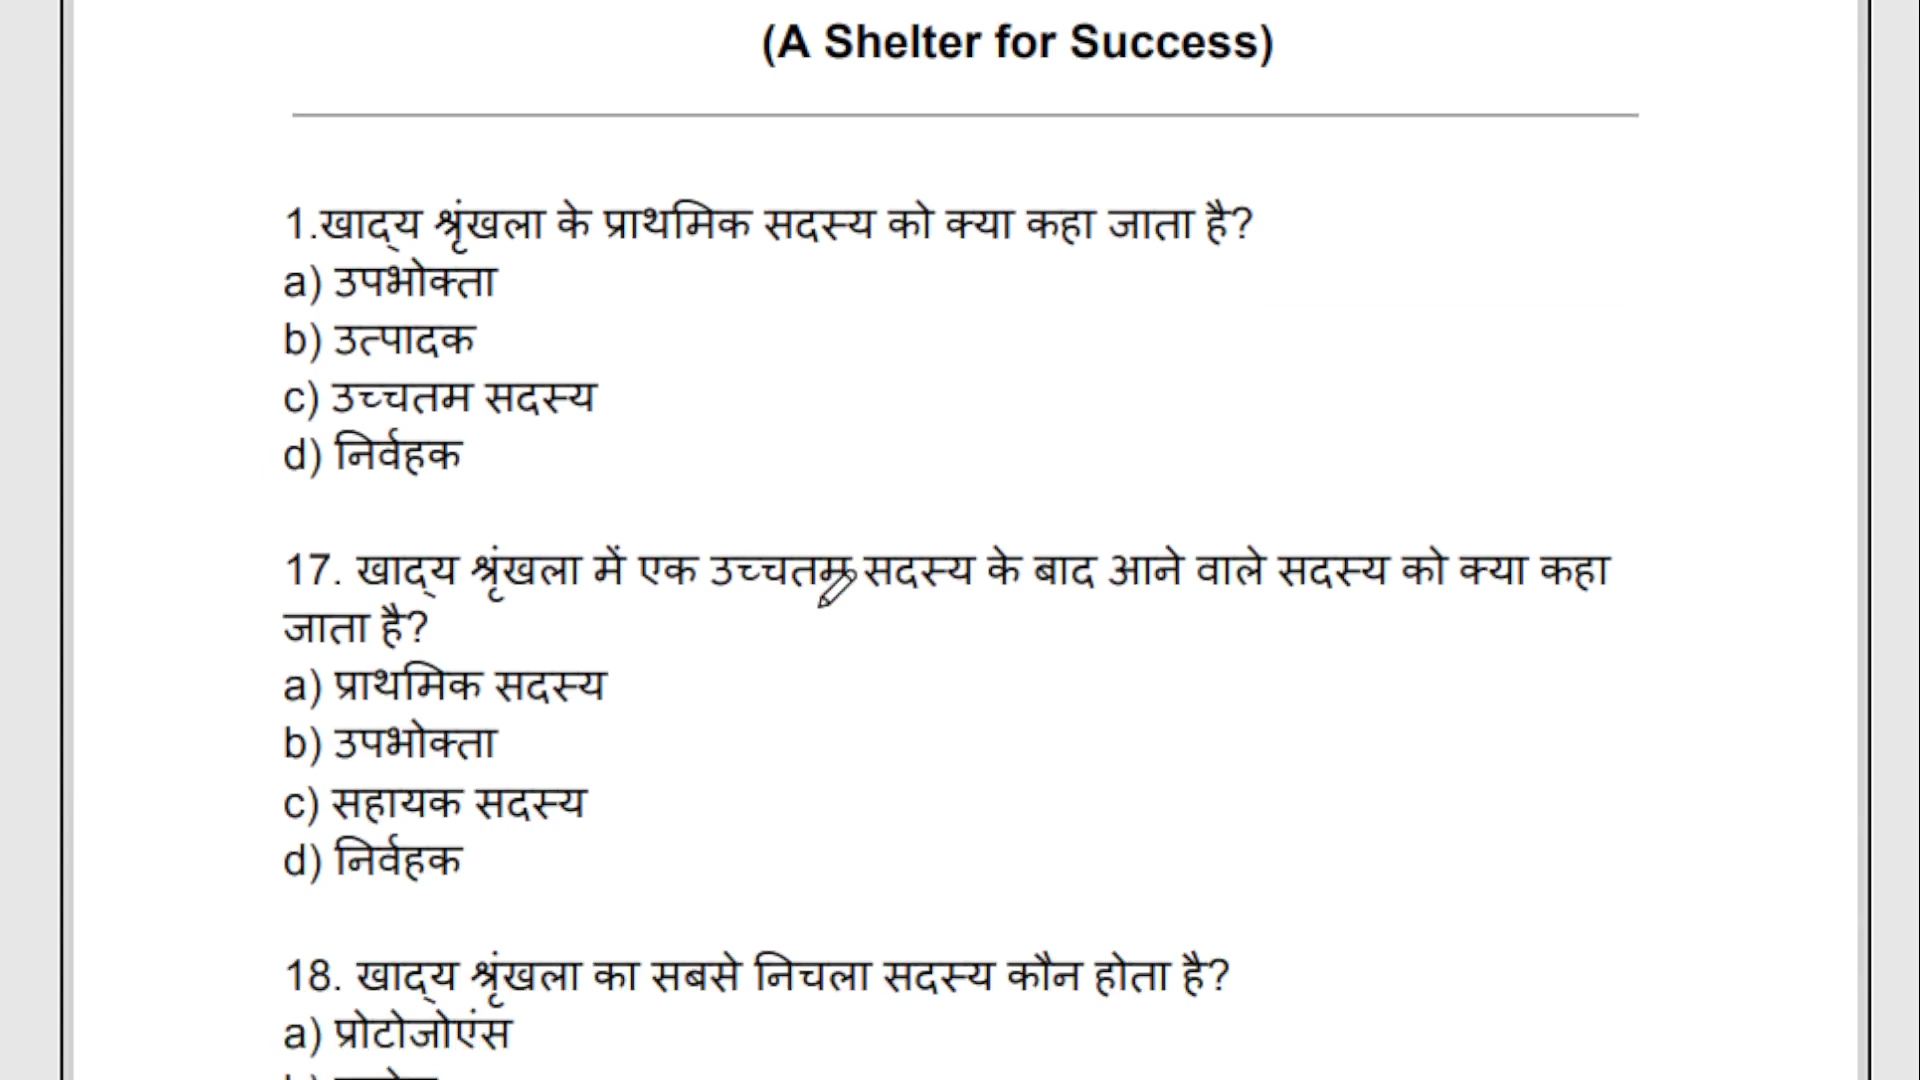 (A Shelter for Success)
1.खाद्य श्रृंखला के प्राथमिक सदस्य को क्या कहा जाता है?
a) उपभोक्ता
b) उत्पादक
c) उच्चतम सदस्य
d) निर्वहक
17. खाद्य श्रृंखला में एक उच्चतम सदस्य के बाद आने वाले सदस्य को क्या कहा
जाता है?
a) प्राथमिक सदस्य
b) उपभोक्ता
c) सहायक सदस्य
d) निर्वहक
18. खाद्य श्रृंखला का सबसे निचला सदस्य कौन होता है?
a) प्रोटोजोएंस